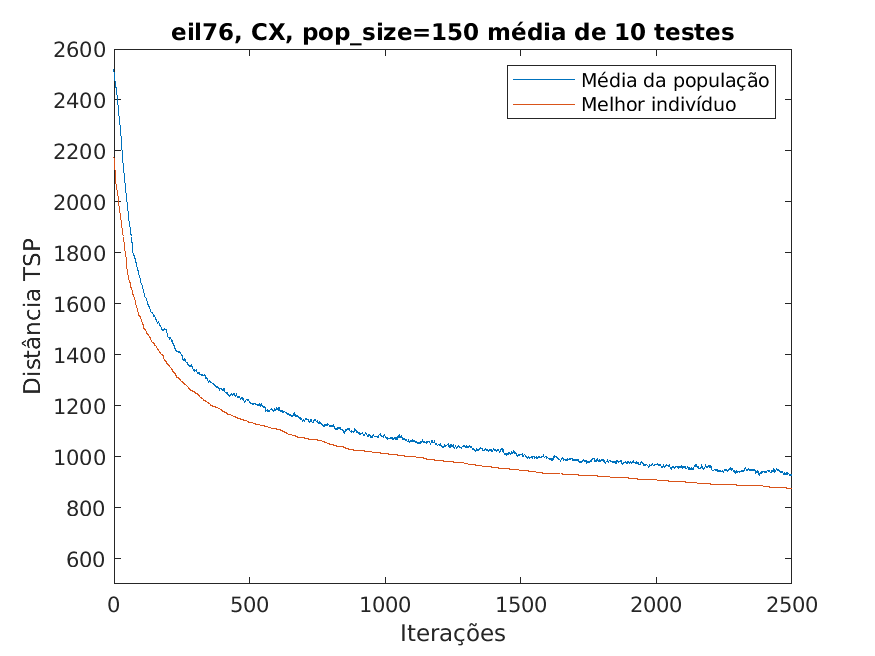 eil76, CX, pop_size=150 média de 10 testes
Média da população
Melhor indivíduo
Distância TSP
2600
2400
2200
2000
1800
1600
1400
1200
1000
800
600
0 500 1000 1500 2000 2500
Iterações